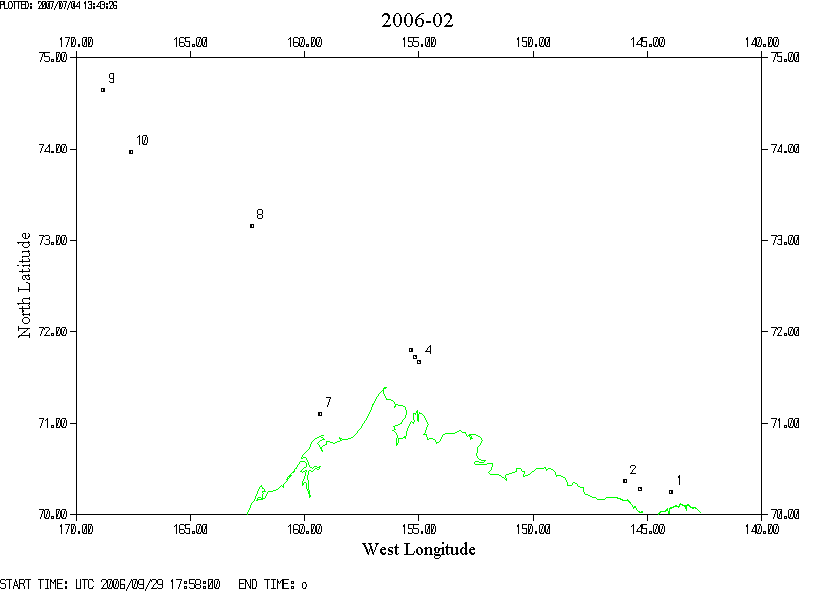 PLOTTED: 2007/07/04 13:43:26
2006-02
170.00 165.00 160.00 155.00 150.00 145.00 140.00
75.00 75.00
9
10
74.00 74.00
8
73.00 73.00
North Latitude
72.00 72.00
4
7
71.00 71.00
2
1
70.00 70.00
170.00 165.00 160.00 155.00 150.00 145.00 140.00
West Longitude
START TIME: UTC 2006/09/29 17:58:00 END TIME: o